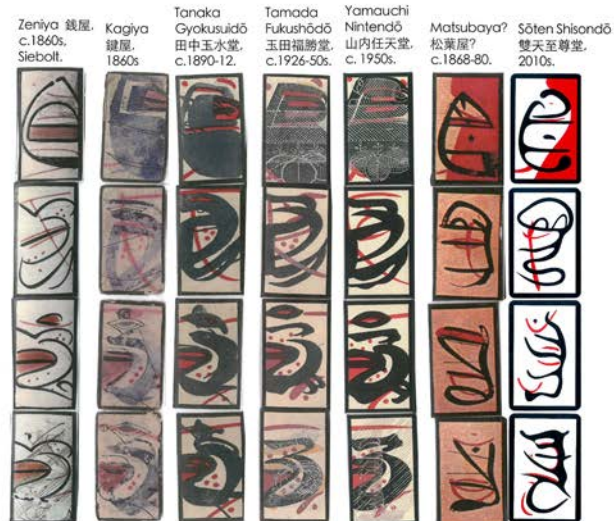 Zeniya 銭屋,
c.1860s,
Siebolt.
Kagiya
鍵屋,
1860s
Tanaka
Gyokusuidō
田中玉水堂,
c.1890-12.
Tamada
Fukushōdō
玉田福勝堂,
c.1926-50s.
Yamauchi
Nintendō
山内任天堂,
c. 1950s.
Matsubaya?
松葉屋?
c.1868-80.
Sōten Shisondō
雙天至尊堂,
2010s.